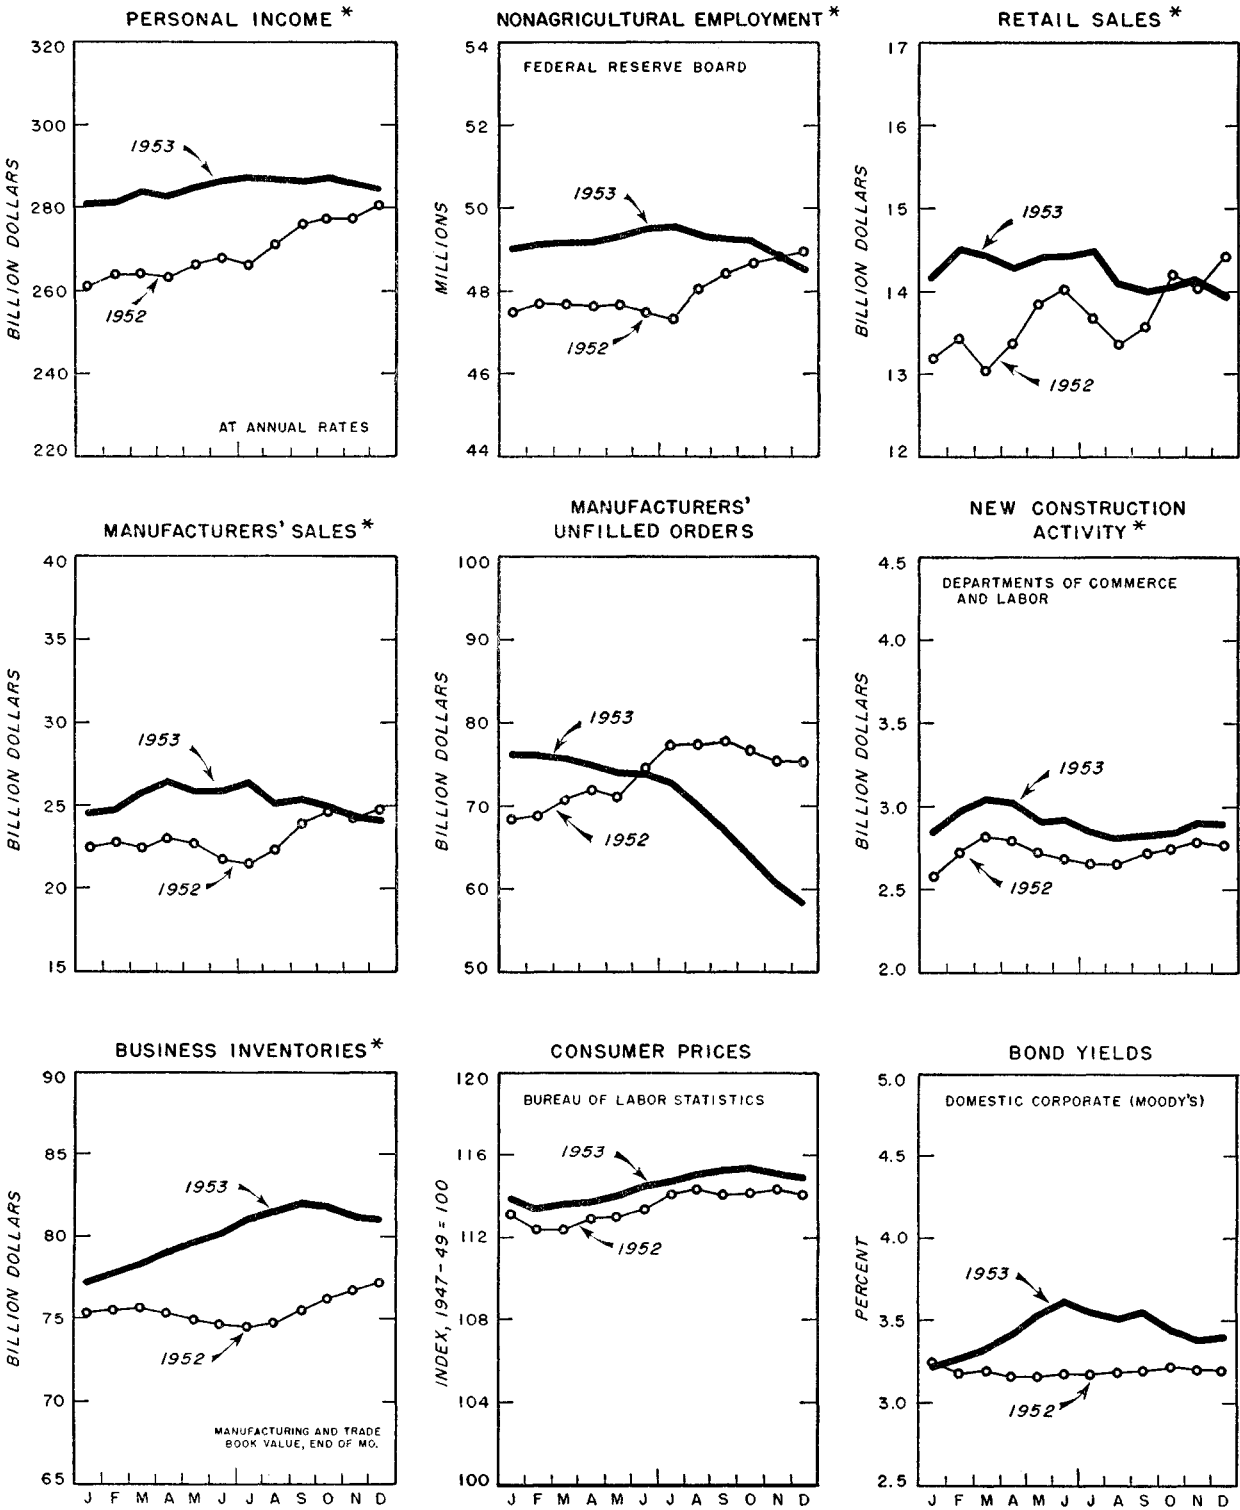 PERSONAL INCOME *
320
300
280
260
240
220
BILLION DOLLARS
1953
1952
AT ANNUAL RATES
NONAGRICULTURAL EMPLOYMENT *
54
52
50
48
46
44
MILLIONS
FEDERAL RESERVE BOARD
1953
1952
RETAIL SALES *
17
16
15
14
13
12
BILLION DOLLARS
1953
1952
MANUFACTURERS' SALES *
40
35
30
25
20
15
BILLION DOLLARS
1953
1952
MANUFACTURERS'
UNFILLED ORDERS
100
90
80
70
60
50
BILLION DOLLARS
1953
1952
NEW CONSTRUCTION
ACTIVITY *
4.5
4.0
3.5
3.0
2.5
2.0
BILLION DOLLARS
DEPARTMENTS OF COMMERCE
AND LABOR
1953
1952
BUSINESS INVENTORIES *
90
85
80
75
70
65
BILLION DOLLARS
1953
1952
MANUFACTURING AND TRADE
BOOK VALUE, END OF MO.
J F M A M J J A S O N D
CONSUMER PRICES
120
116
112
108
104
100
INDEX, 1947-49 = 100
BUREAU OF LABOR STATISTICS
1953
1952
J F M A M J J A S O N D
BOND YIELDS
5.0
4.5
4.0
3.5
3.0
2.5
PERCENT
DOMESTIC CORPORATE (MOODY'S)
1953
1952
J F M A M J J A S O N D